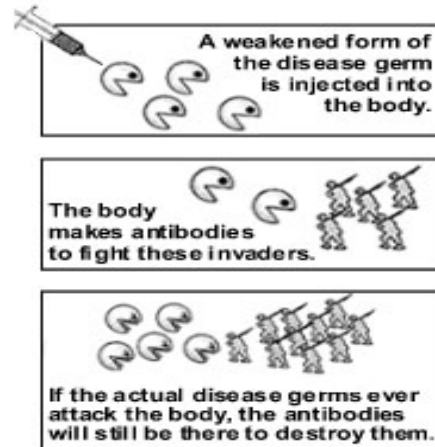 A weakened form of
the disease germ
is injected into
the body.
The body
makes antibodies
to fight these invaders.
If the actual disease germs ever
attack the body, the antibodies
will still be there to destroy them.